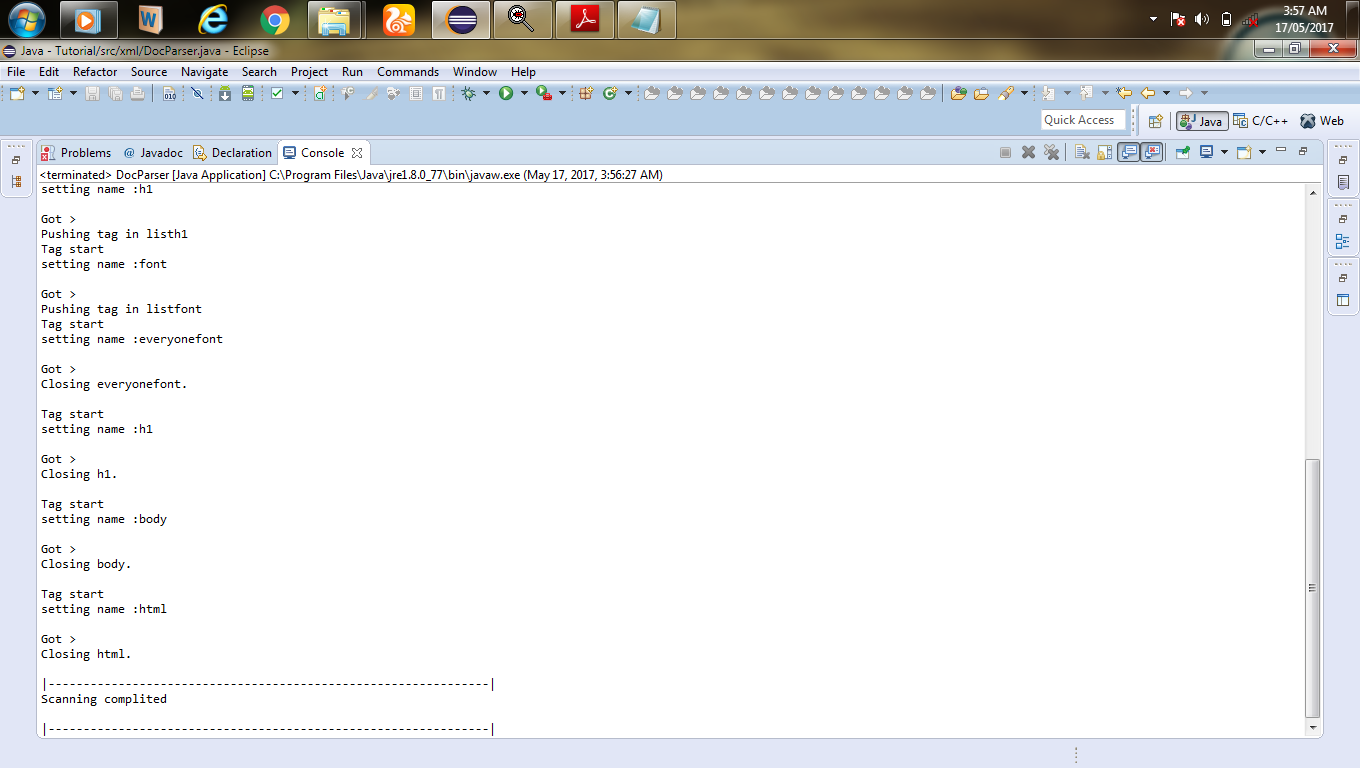 3:57 AM
17/05/2017
Java - Tutorial/src/xml/DocParser.java - Eclipse
File Edit Refactor Source Navigate Search Project Run Commands Window Help
Quick Access
Java
C/C++
Web
Problems
@ Javadoc
Declaration
Console
<terminated> DocParser [Java Application] C:\Program Files\Java\jre1.8.0_77\bin\javaw.exe (May 17, 2017, 3:56:27 AM)
setting name :h1
Got >
Pushing tag in listh1
Tag start
setting name :font
Got >
Pushing tag in listfont
Tag start
setting name :everyonefont
Got >
Closing everyonefont.
Tag start
setting name :h1
Got >
Closing h1.
Tag start
setting name :body
Got >
Closing body.
Tag start
setting name :html
Got >
Closing html.
|---------------------------------------------------------------|
Scanning complited
|---------------------------------------------------------------|